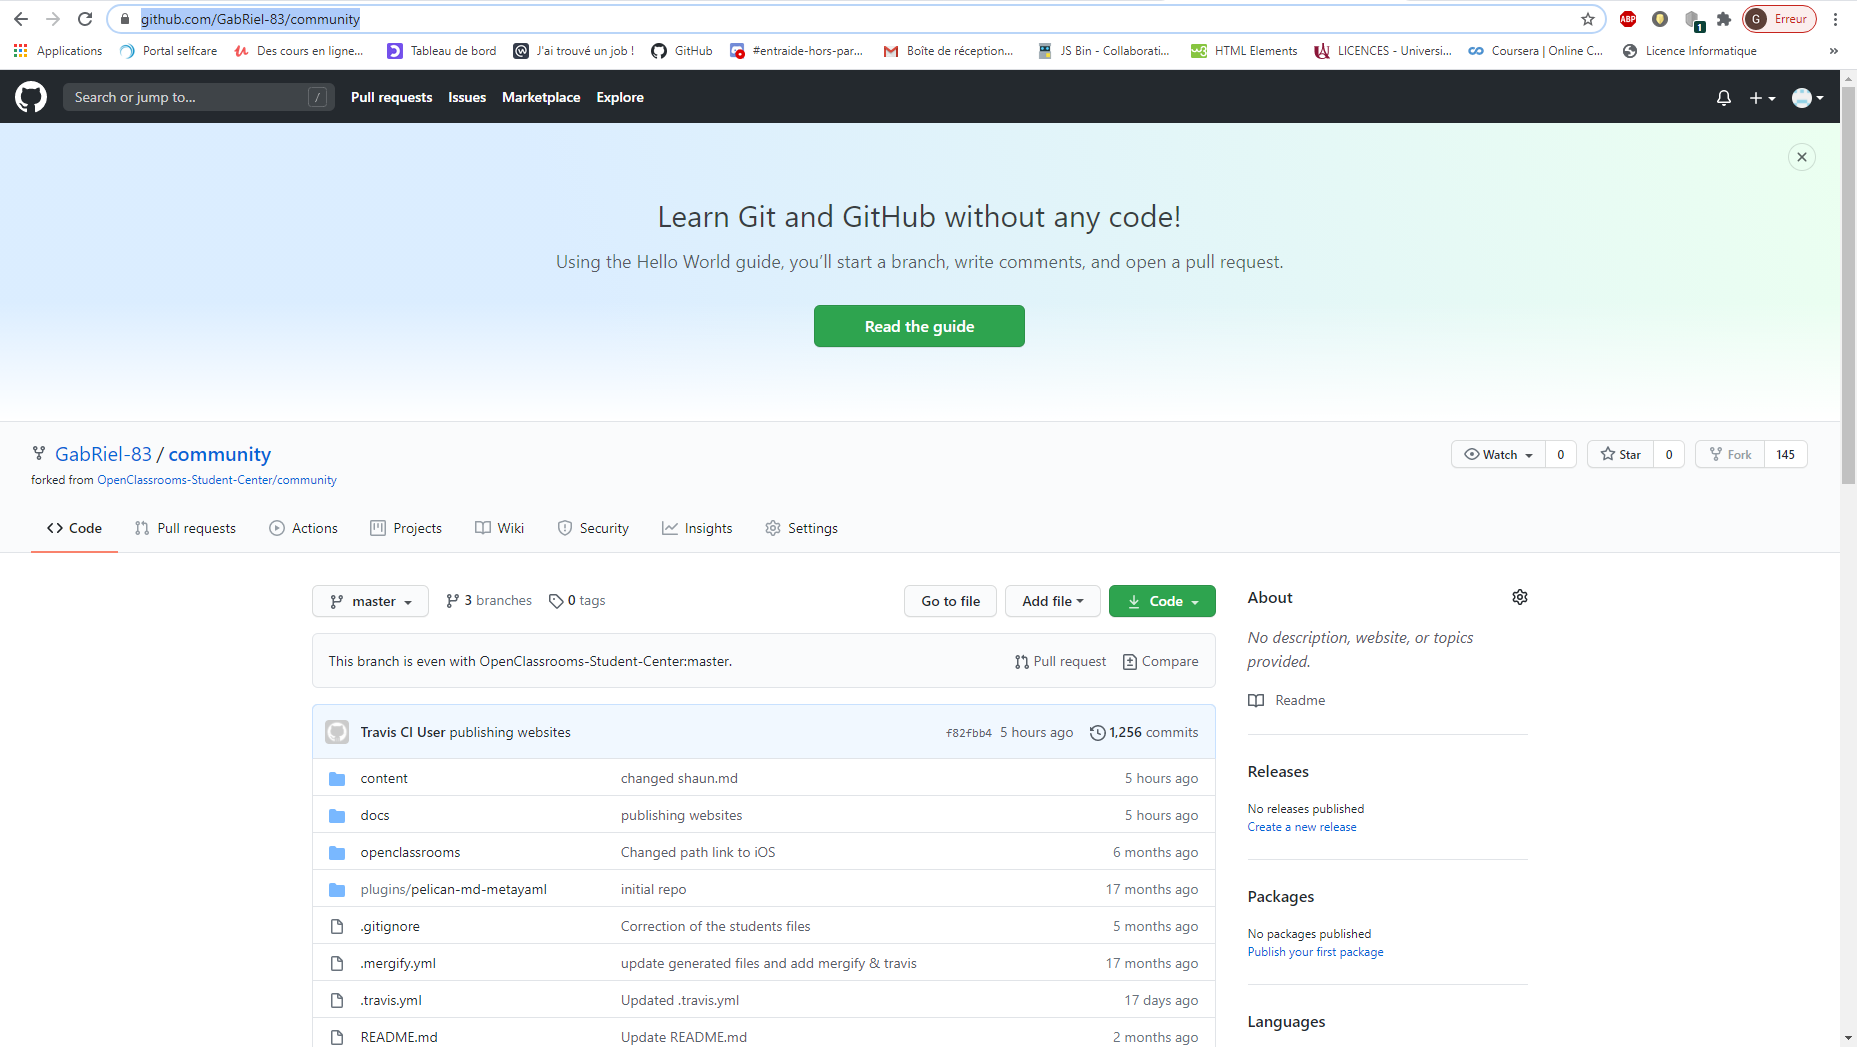 github.com/GabRiel-83/community
ABP
1
G Erreur
Applications Portal selfcare Des cours en ligne... Tableau de bord J'ai trouvé un job ! GitHub #entraide-hors-par... Boîte de réception... JS Bin - Collaborati... HTML Elements LICENCES - Universi... Coursera | Online C... Licence Informatique »
Search or jump to... / Pull requests Issues Marketplace Explore
Learn Git and GitHub without any code!
Using the Hello World guide, you’ll start a branch, write comments, and open a pull request.
Read the guide
GabRiel-83 / community
Watch 0 Star 0 Fork 145
forked from OpenClassrooms-Student-Center/community
Code Pull requests Actions Projects Wiki Security Insights Settings
master 3 branches 0 tags Go to file Add file Code
This branch is even with OpenClassrooms-Student-Center:master. Pull request Compare
Travis CI User publishing websites f82fbb4 5 hours ago 1,256 commits
content changed shaun.md 5 hours ago
docs publishing websites 5 hours ago
openclassrooms Changed path link to iOS 6 months ago
plugins/pelican-md-metayaml initial repo 17 months ago
.gitignore Correction of the students files 5 months ago
.mergify.yml update generated files and add mergify & travis 17 months ago
.travis.yml Updated .travis.yml 17 days ago
README.md Update README.md 2 months ago
About
No description, website, or topics
provided.
Readme
Releases
No releases published
Create a new release
Packages
No packages published
Publish your first package
Languages